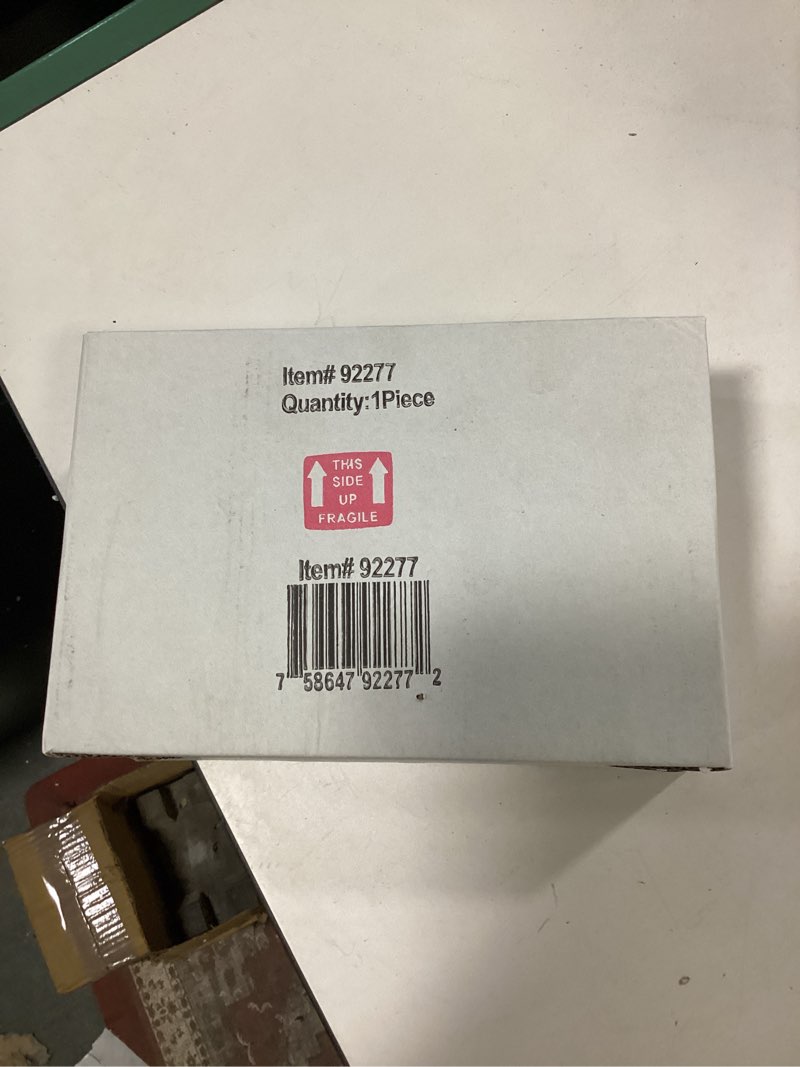 Item# 92277
Quantity:1Piece
THIS
SIDE
UP
FRAGILE
Item# 92277
7 58647 92277 2